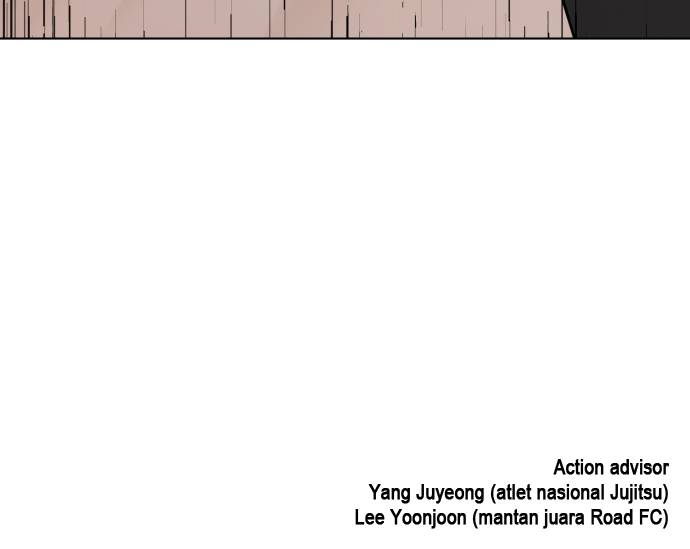 Action advisor
Yang Juyeong (atlet nasional Jujitsu)
Lee Yoonjoon (mantan juara Road FC)